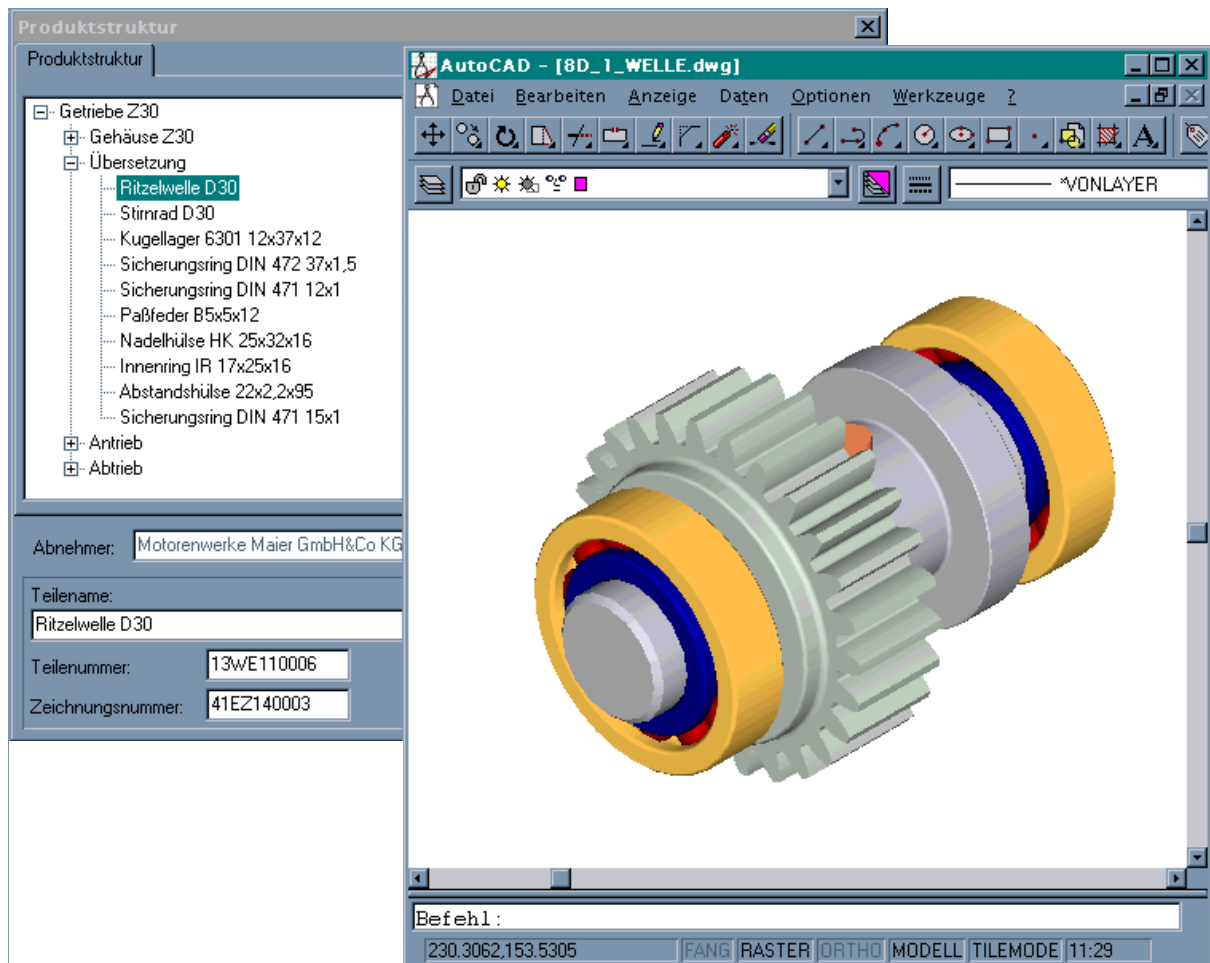 Produktstruktur
Produktstruktur
Getriebe Z30
Gehäuse Z30
Übersetzung
Ritzelwelle D30
Stirnrad D30
Kugellager 6301 12x37x12
Sicherungsring DIN 472 37x1,5
Sicherungsring DIN 471 12x1
Paßfeder B5x5x12
Nadelhülse HK 25x32x16
Innenring IR 17x25x16
Abstandshülse 22x2,2x95
Sicherungsring DIN 471 15x1
Antrieb
Abtrieb
Abnehmer: Motorenwerke Maier GmbH&Co KG
Teilename:
Ritzelwelle D30
Teilenummer: 13WE110006
Zeichnungsnummer: 41EZ140003
AutoCAD - [8D_1_WELLE.dwg]
Datei Bearbeiten Anzeige Daten Optionen Werkzeuge ?
*VONLAYER
Befehl:
230.3062,153.5305 FANG RASTER ORTHO MODELL TILEMODE 11:29